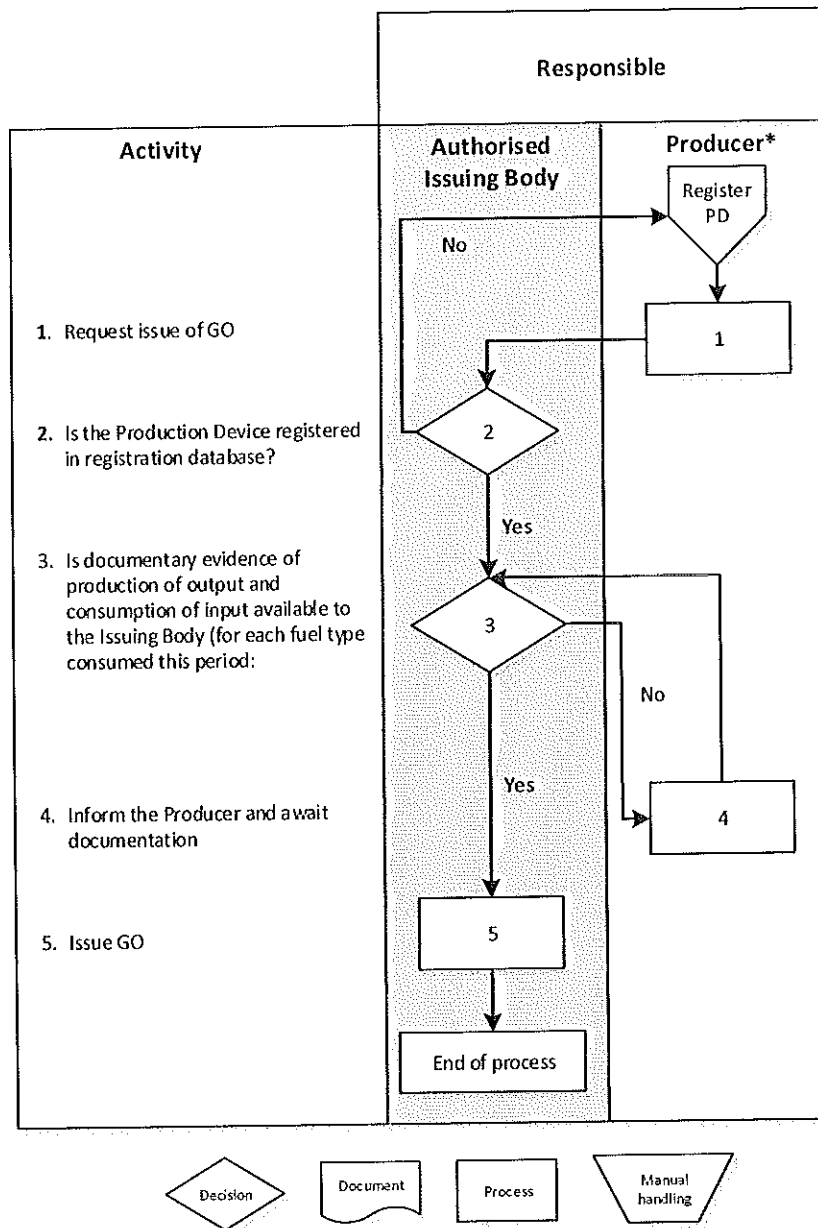 Responsible
Activity
Authorised
Issuing Body
Producer*
Register
PD
No
1. Request issue of GO
1
2. Is the Production Device registered
in registration database?
2
Yes
3. Is documentary evidence of
production of output and
consumption of input available to
the Issuing Body (for each fuel type
consumed this period:
3
No
Yes
4. Inform the Producer and await
documentation
4
5. Issue GO
5
End of process
Decision
Document
Process
Manual
handling